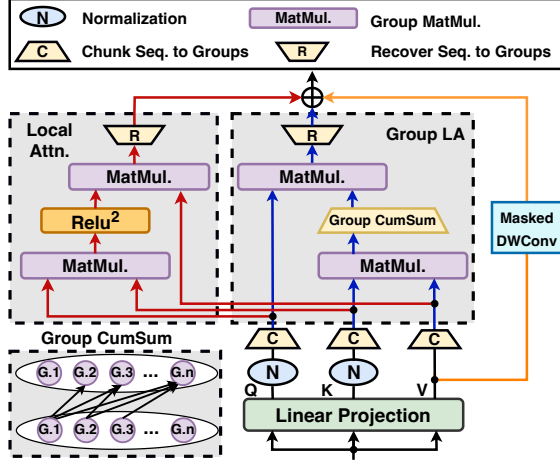 N Normalization
MatMul. Group MatMul.
C Chunk Seq. to Groups
R Recover Seq. to Groups
Local
Attn.
R
R
Group LA
MatMul.
MatMul.
Relu²
Group CumSum
Masked
DWConv
MatMul.
MatMul.
C
C
C
Group CumSum
G.1 G.2 G.3 ... G.n
N
N
Q
K
V
G.1 G.2 G.3 ... G.n
Linear Projection